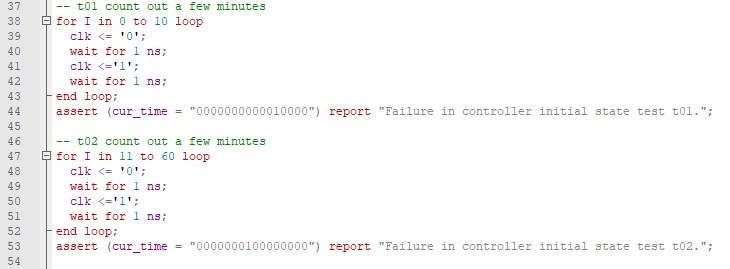 37 -- t01 count out a few minutes
38 for I in 0 to 10 loop
39 clk <= '0';
40 wait for 1 ns;
41 clk <='1';
42 wait for 1 ns;
43 end loop;
44 assert (cur_time = "0000000000010000") report "Failure in controller initial state test t01.";
45
46 -- t02 count out a few minutes
47 for I in 11 to 60 loop
48 clk <= '0';
49 wait for 1 ns;
50 clk <='1';
51 wait for 1 ns;
52 end loop;
53 assert (cur_time = "0000000100000000") report "Failure in controller initial state test t02.";
54